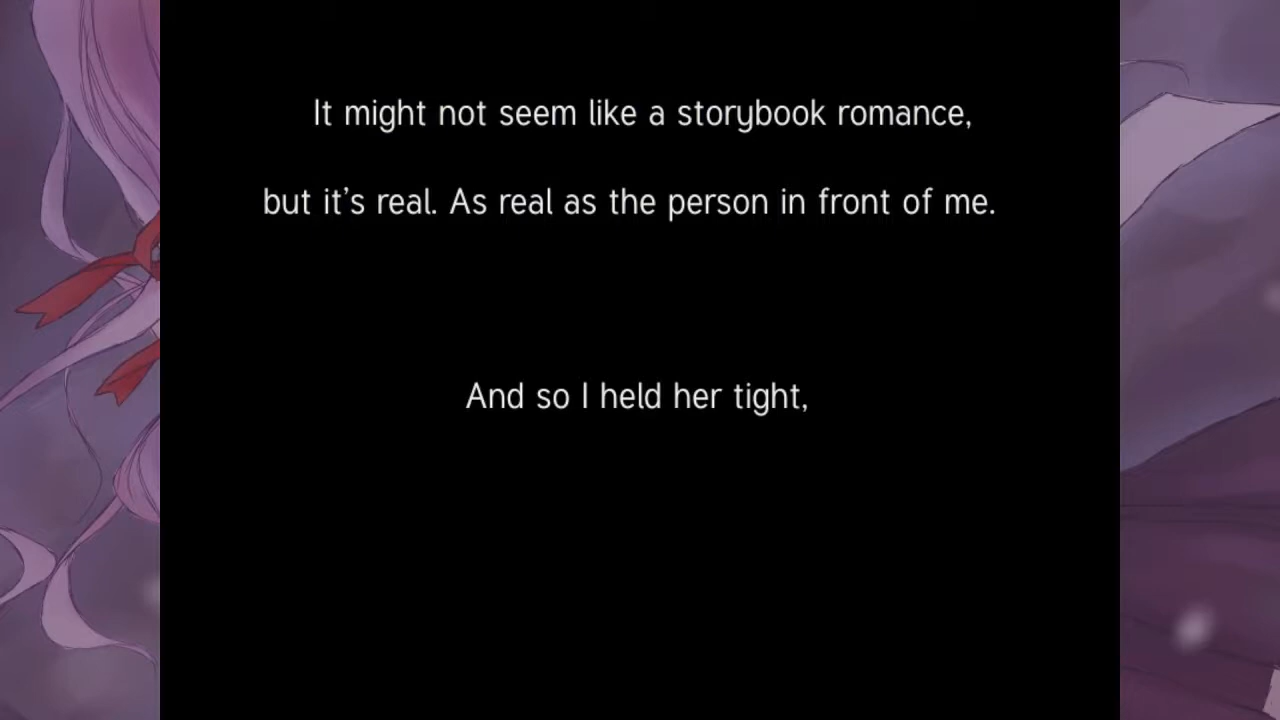 It might not seem like a storybook romance,
but it’s real. As real as the person in front of me.
And so I held her tight,